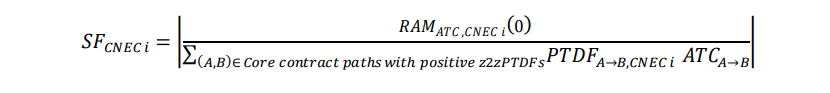 SF_{CNEC i} = | RAM_{ATC,CNEC i}(0) / ∑_{(A,B)∈ Core contract paths with positive z2zPTDFs} PTDF_{A→B,CNEC i} ATC_{A→B} |